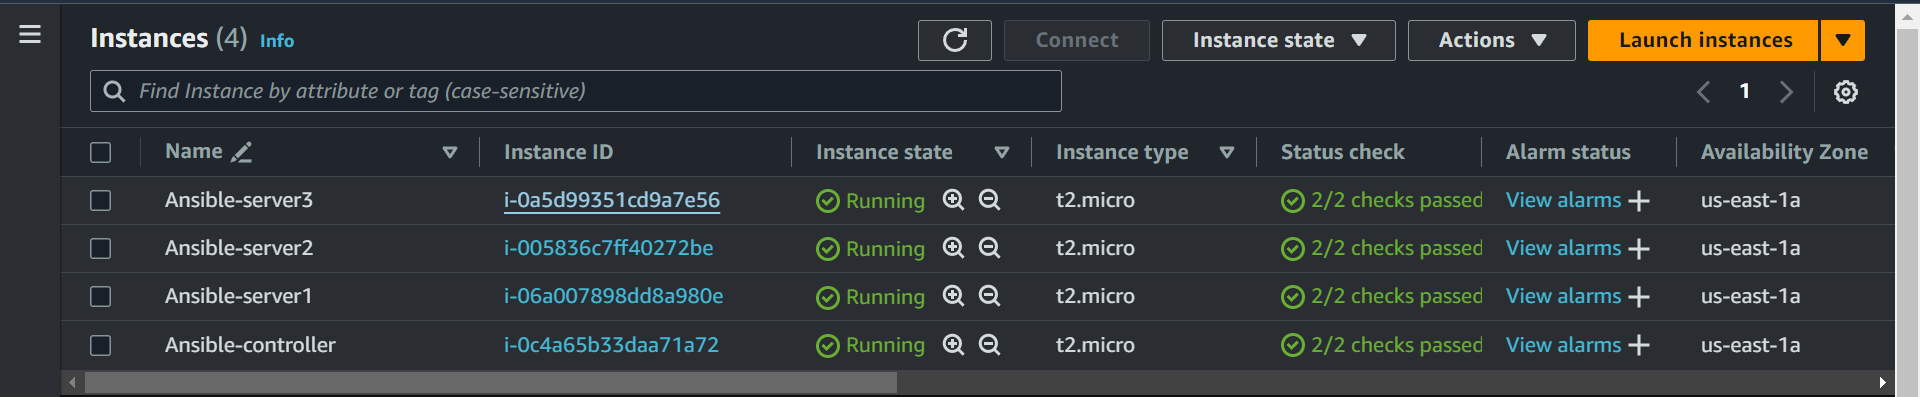 Instances (4) Info Connect Instance state Actions Launch instances
Find Instance by attribute or tag (case-sensitive) 1
Name Instance ID Instance state Instance type Status check Alarm status Availability Zone
Ansible-server3 i-0a5d99351cd9a7e56 Running t2.micro 2/2 checks passed View alarms us-east-1a
Ansible-server2 i-005836c7ff40272be Running t2.micro 2/2 checks passed View alarms us-east-1a
Ansible-server1 i-06a007898dd8a980e Running t2.micro 2/2 checks passed View alarms us-east-1a
Ansible-controller i-0c4a65b33daa71a72 Running t2.micro 2/2 checks passed View alarms us-east-1a